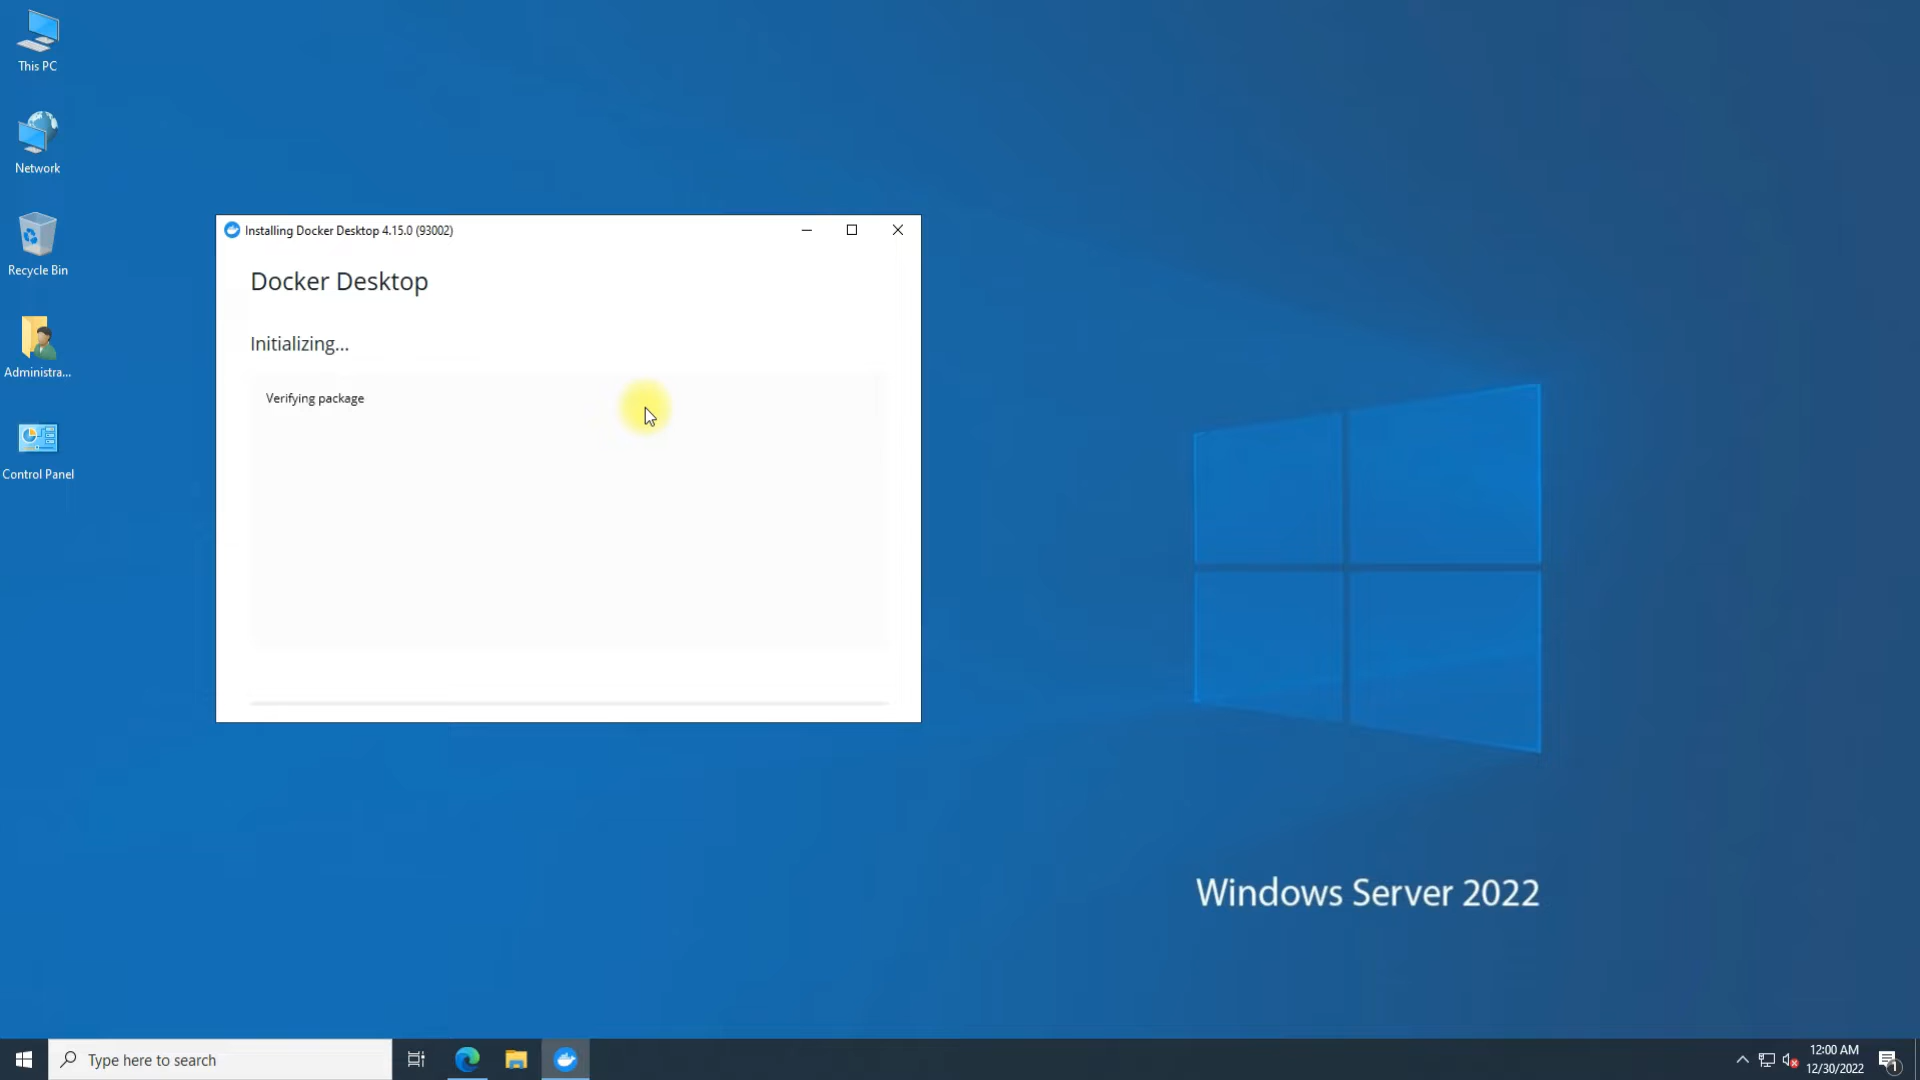 This PC
Network
Recycle Bin
Administra...
Control Panel
Installing Docker Desktop 4.15.0 (93002)
Docker Desktop
Initializing...
Verifying package
Windows Server 2022
Type here to search
12:00 AM
12/30/2022
1